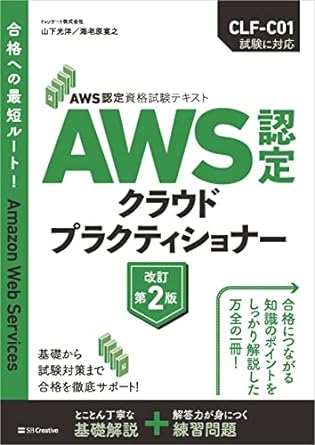 CLF-C01
試験に対応
トレノケート株式会社
山下光洋／海老原寛之
合格への最短ルート！ Amazon Web Services
AWS認定資格試験テキスト
AWS認定
クラウド
プラクティショナー
改訂
第2版
合格につながる
知識のポイントを
しっかり解説した
万全の一冊！
基礎から
試験対策まで
合格を徹底サポート！
とことん丁寧な
基礎解説
+
解答力が身につく
練習問題
SB Creative